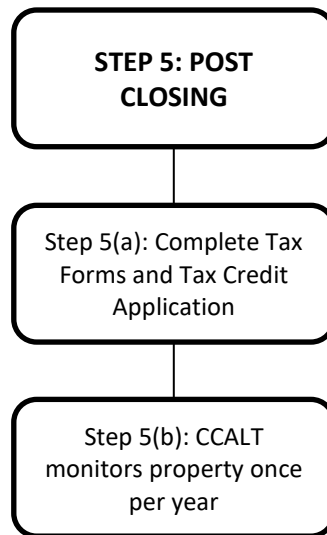 STEP 5: POST
CLOSING
Step 5(a): Complete Tax
Forms and Tax Credit
Application
Step 5(b): CCALT
monitors property once
per year